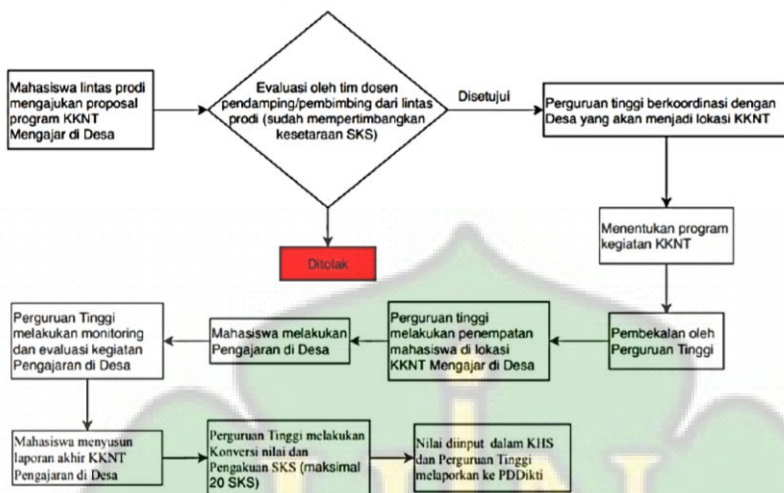 Mahasiswa lintas prodi
mengajukan proposal
program KKNT
Mengajar di Desa
Evaluasi oleh tim dosen
pendamping/pembimbing dari lintas
prodi (sudah mempertimbangkan
kesetaraan SKS)
Disetujui
Perguruan tinggi berkoordinasi dengan
Desa yang akan menjadi lokasi KKNT
Ditolak
Menentukan program
kegiatan KKNT
Pembekalan oleh
Perguruan Tinggi
Perguruan tinggi
melakukan penempatan
mahasiswa di lokasi
KKNT Mengajar di Desa
Mahasiswa melakukan
Pengajaran di Desa
Perguruan Tinggi
melakukan monitoring
dan evaluasi kegiatan
Pengajaran di Desa
Mahasiswa menyusun
laporan akhir KKNT
Pengajaran di Desa
Perguruan Tinggi melakukan
Konversi nilai dan
Pengakuan SKS (maksimal
20 SKS)
Nilai diinput dalam KHS
dan Perguruan Tinggi
melaporkan ke PDDikti